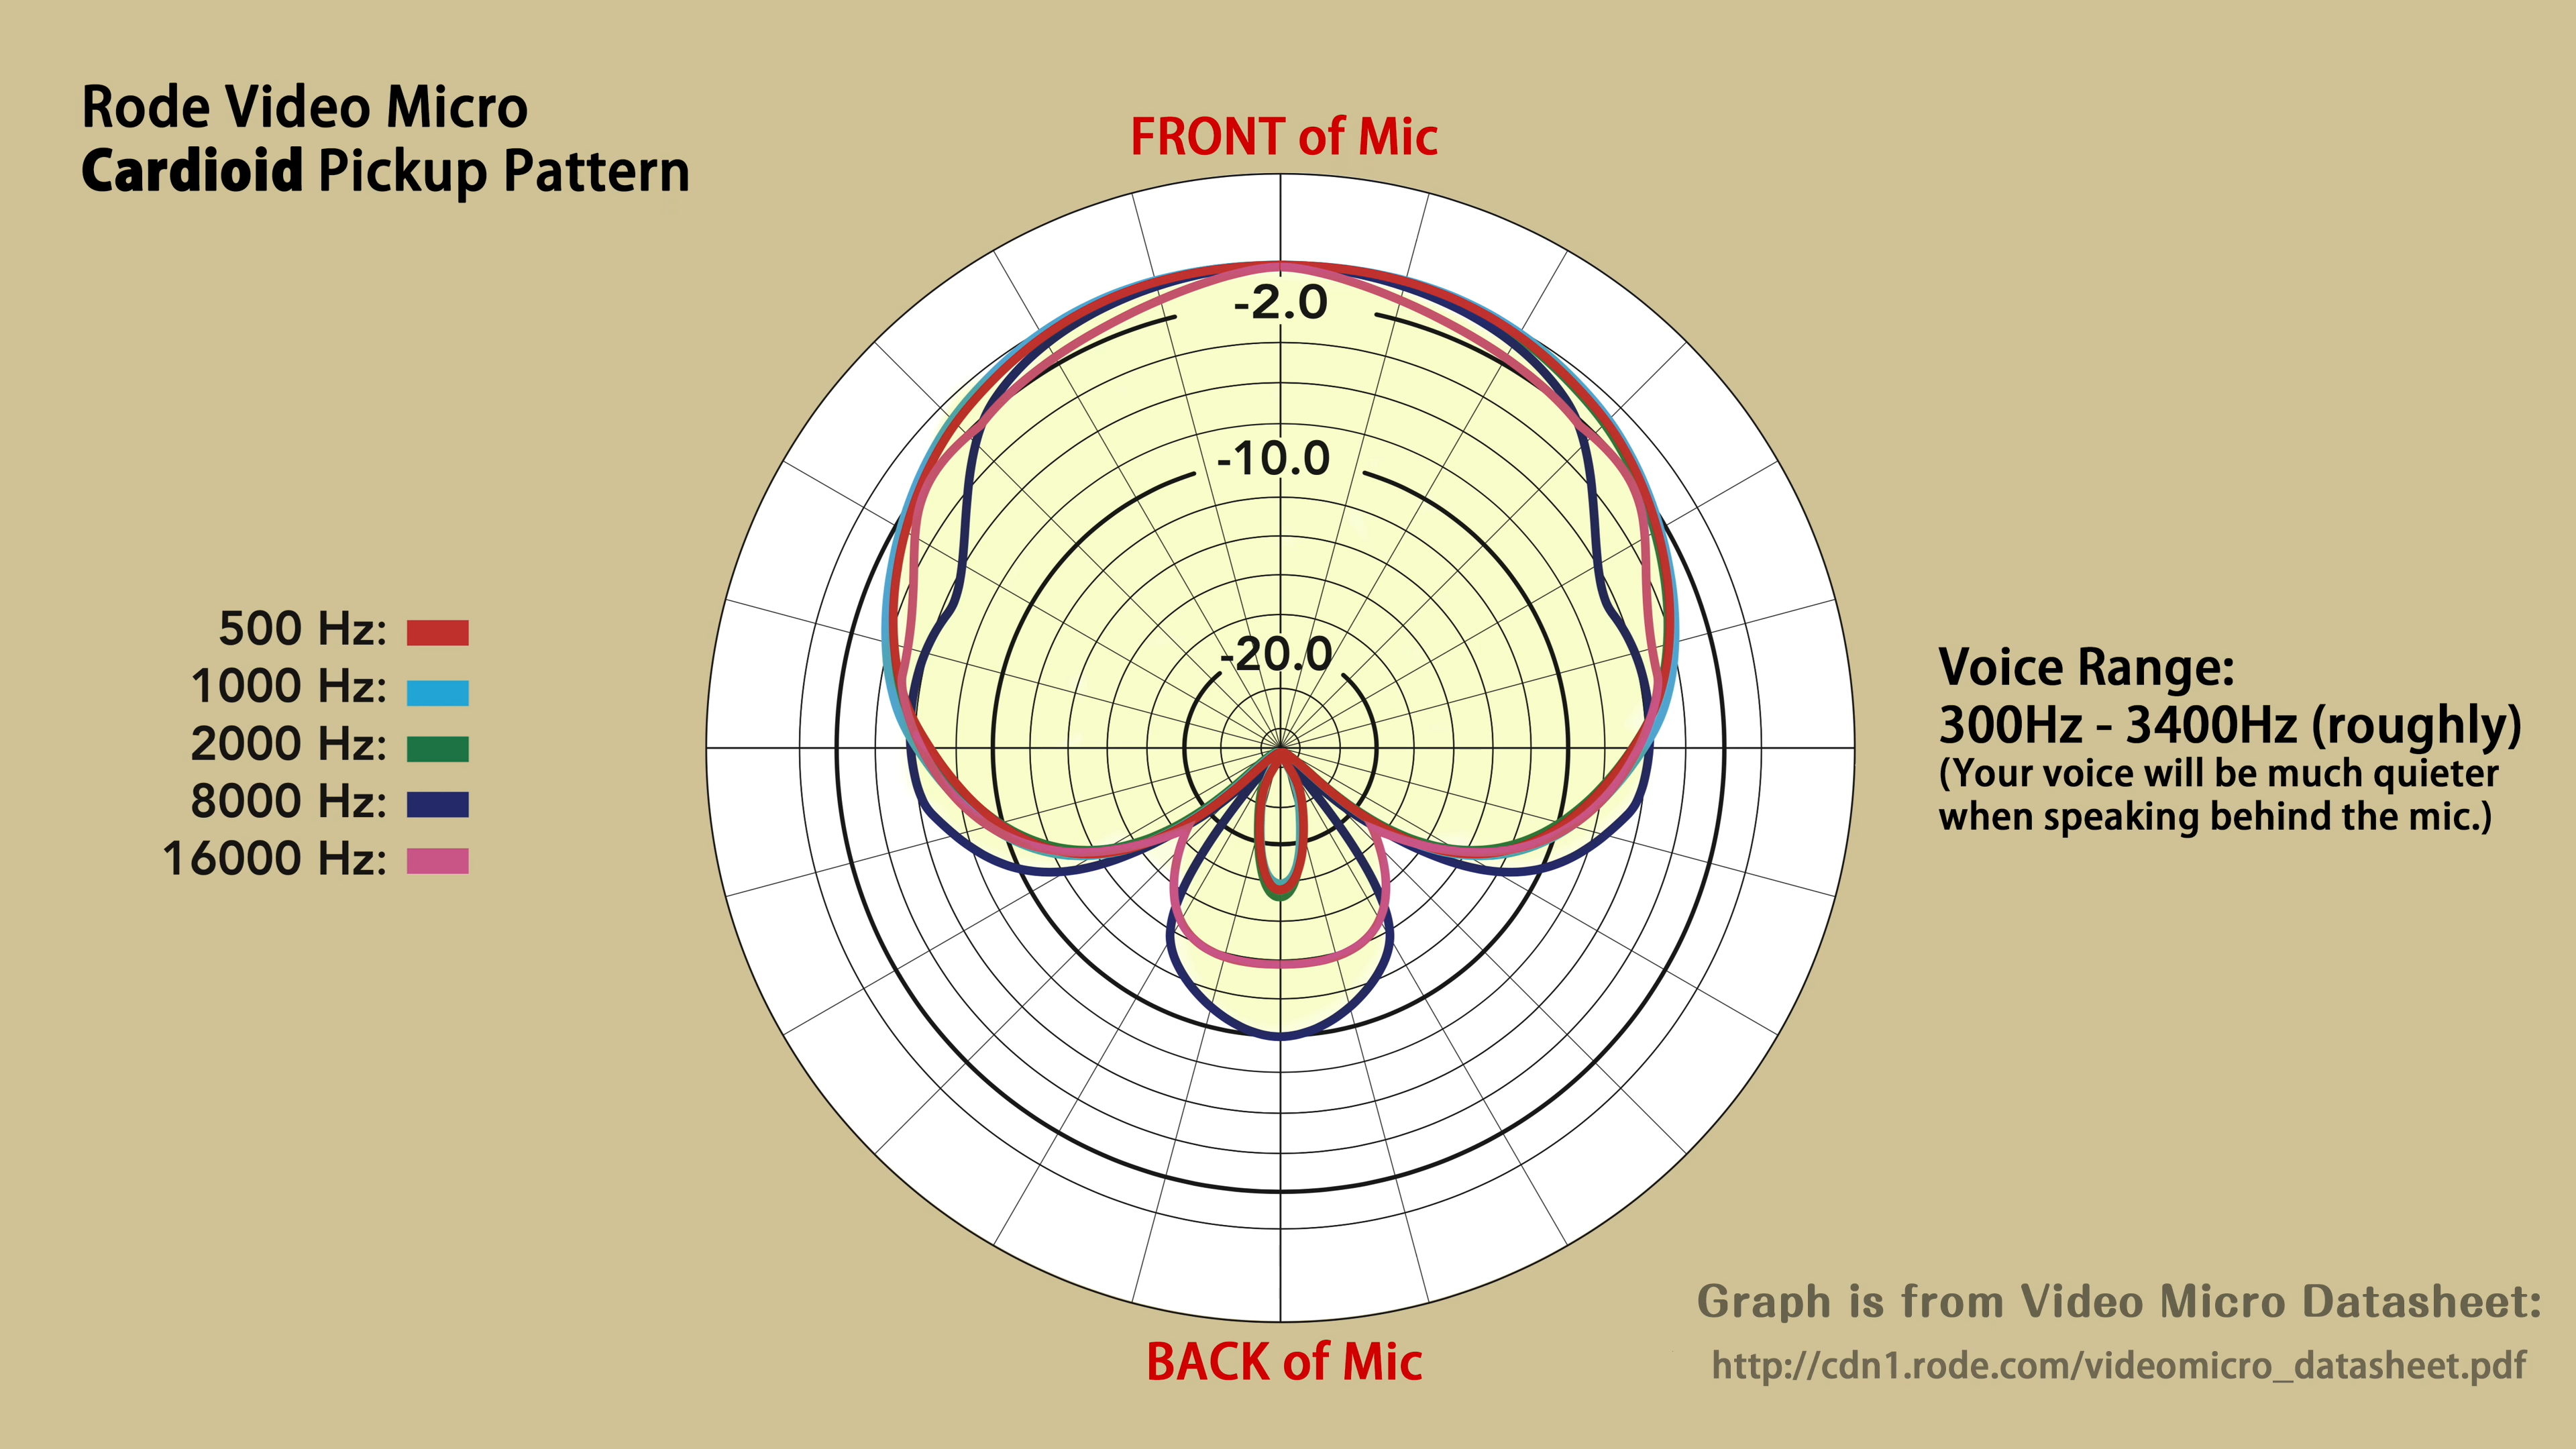 Rode Video Micro
Cardioid Pickup Pattern
FRONT of Mic
-2.0
-10.0
-20.0
500 Hz:
1000 Hz:
2000 Hz:
8000 Hz:
16000 Hz:
Voice Range:
300Hz - 3400Hz (roughly)
(Your voice will be much quieter
when speaking behind the mic.)
BACK of Mic
Graph is from Video Micro Datasheet:
http://cdn1.rode.com/videomicro_datasheet.pdf